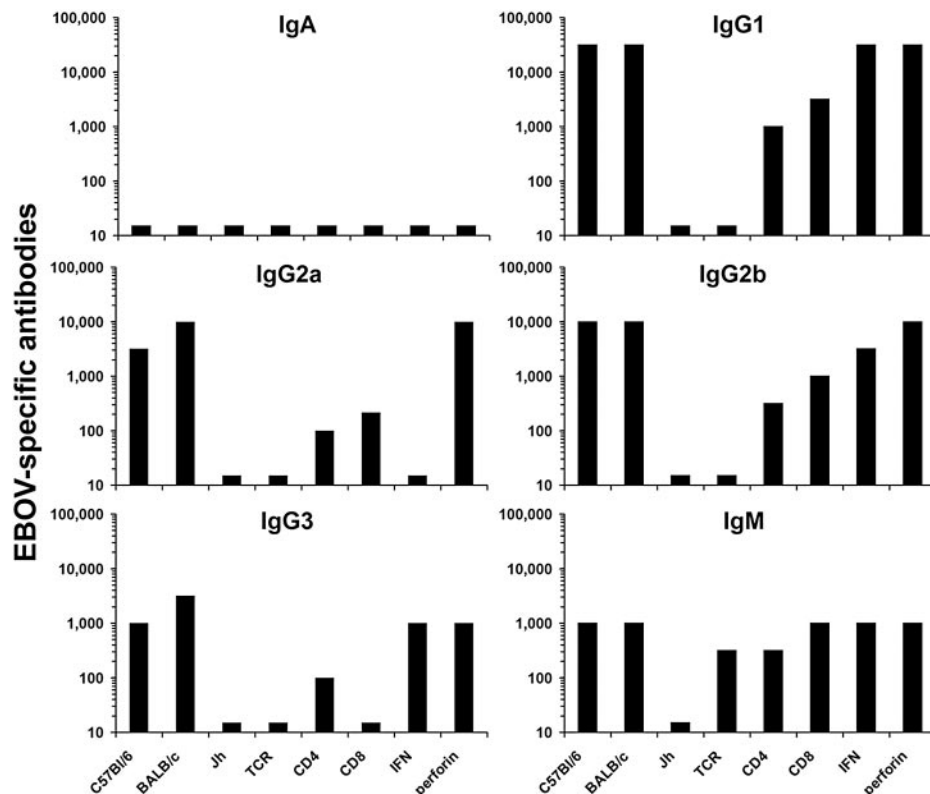 EBOV-specific antibodies
IgA
100,000
10,000
1,000
100
10
IgG1
100,000
10,000
1,000
100
10
IgG2a
100,000
10,000
1,000
100
10
IgG2b
100,000
10,000
1,000
100
10
IgG3
100,000
10,000
1,000
100
10
C57Bl/6
BALB/c
Jh
TCR
CD4
CD8
IFN
perforin
IgM
100,000
10,000
1,000
100
10
C57Bl/6
BALB/c
Jh
TCR
CD4
CD8
IFN
perforin